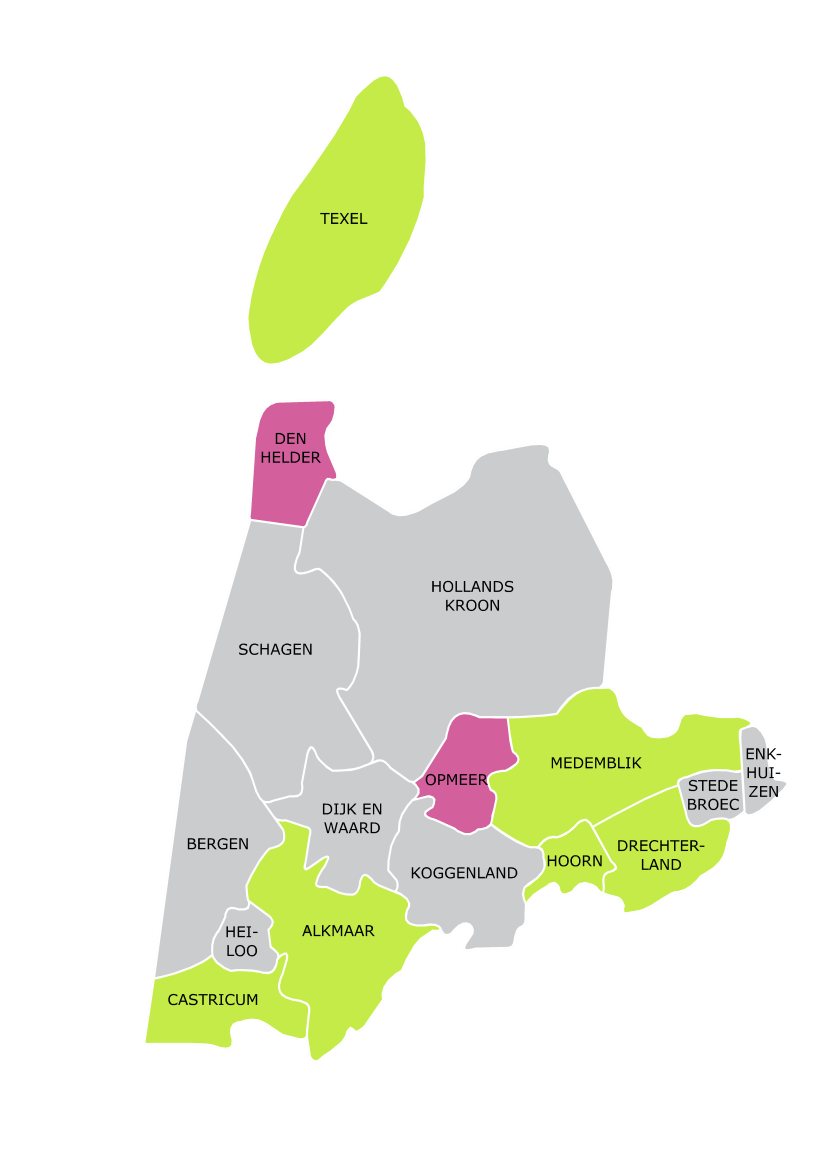 TEXEL
DEN
HELDER
HOLLANDS
KROON
SCHAGEN
MEDEMBLIK
ENK-
HUI-
ZEN
OPMEER
STEDE
BROEC
DIJK EN
WAARD
BERGEN
DRECHTER-
LAND
HOORN
KOGGENLAND
HEI-
LOO
ALKMAAR
CASTRICUM